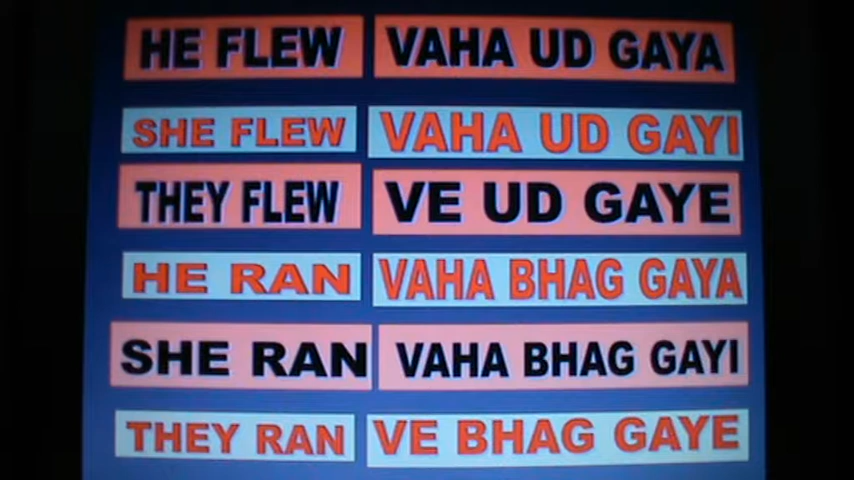 HE FLEW VAHA UD GAYA
SHE FLEW VAHA UD GAYI
THEY FLEW VE UD GAYE
HE RAN VAHA BHAG GAYA
SHE RAN VAHA BHAG GAYI
THEY RAN VE BHAG GAYE